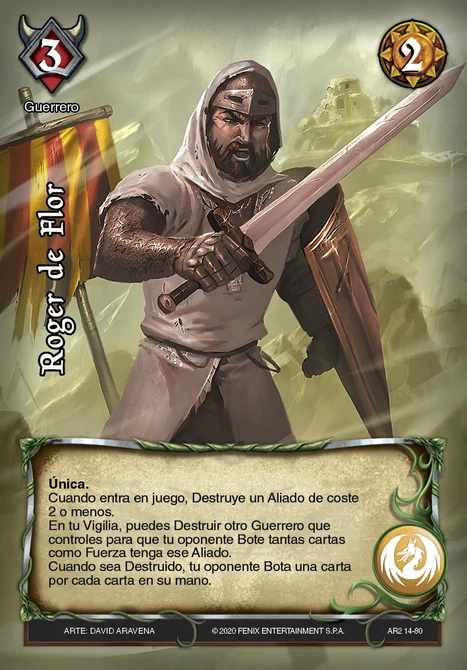 3
2
Guerrero
Roger de Flor
Única.
Cuando entra en juego, Destruye un Aliado de coste
2 o menos.
En tu Vigilia, puedes Destruir otro Guerrero que
controles para que tu oponente Bote tantas cartas
como Fuerza tenga ese Aliado.
Cuando sea Destruido, tu oponente Bota una carta
por cada carta en su mano.
ARTE: DAVID ARAVENA
©2020 FENIX ENTERTAINMENT S.P.A.
AR2 14-80